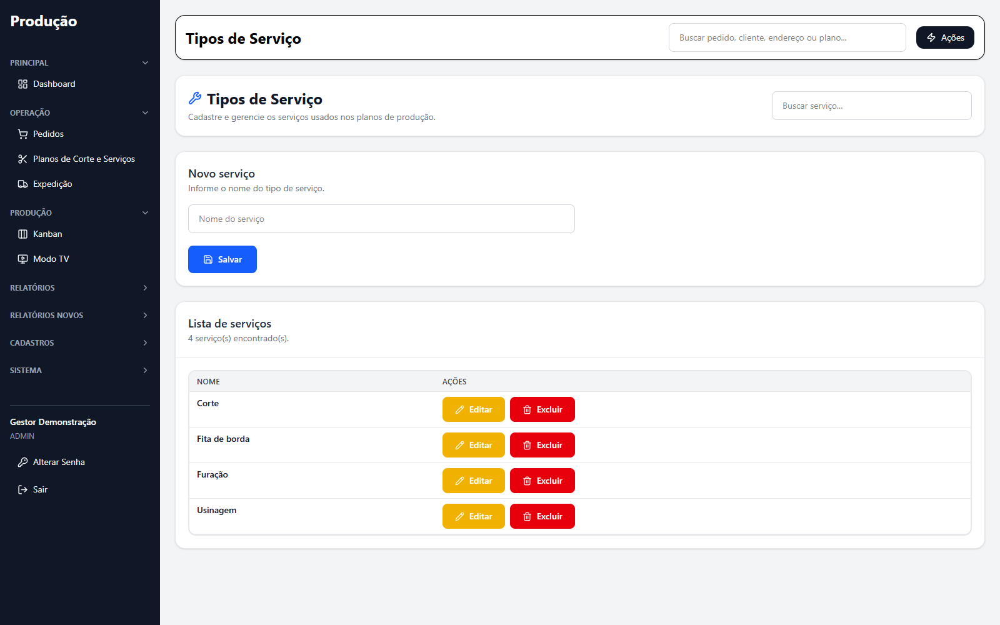 Produção
PRINCIPAL
Dashboard
OPERAÇÃO
Pedidos
Planos de Corte e Serviços
Expedição
PRODUÇÃO
Kanban
Modo TV
RELATÓRIOS
RELATÓRIOS NOVOS
CADASTROS
SISTEMA
Gestor Demonstração
ADMIN
Alterar Senha
Sair
Tipos de Serviço
Buscar pedido, cliente, endereço ou plano...
Ações
Tipos de Serviço
Cadastre e gerencie os serviços usados nos planos de produção.
Buscar serviço...
Novo serviço
Informe o nome do tipo de serviço.
Nome do serviço
Salvar
Lista de serviços
4 serviço(s) encontrado(s).
NOME AÇÕES
Corte Editar Excluir
Fita de borda Editar Excluir
Furação Editar Excluir
Usinagem Editar Excluir